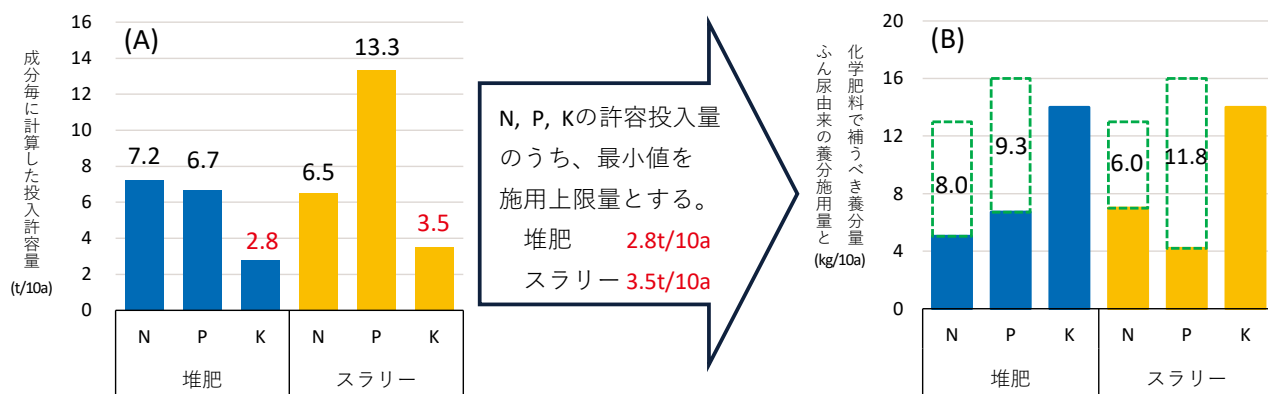 成分毎に計算した投入許容量
(t/10a)
(A)
16
14
12
10
8
6
4
2
0
7.2
6.7
2.8
6.5
13.3
3.5
N
P
K
N
P
K
堆肥
スラリー
N, P, Kの許容投入量
のうち、最小値を
施用上限量とする。
堆肥 2.8t/10a
スラリー 3.5t/10a
化学肥料で補うべき養分量
ふん尿由来の養分施用量と
(kg/10a)
(B)
20
16
12
8
4
0
8.0
9.3
6.0
11.8
N
P
K
N
P
K
堆肥
スラリー